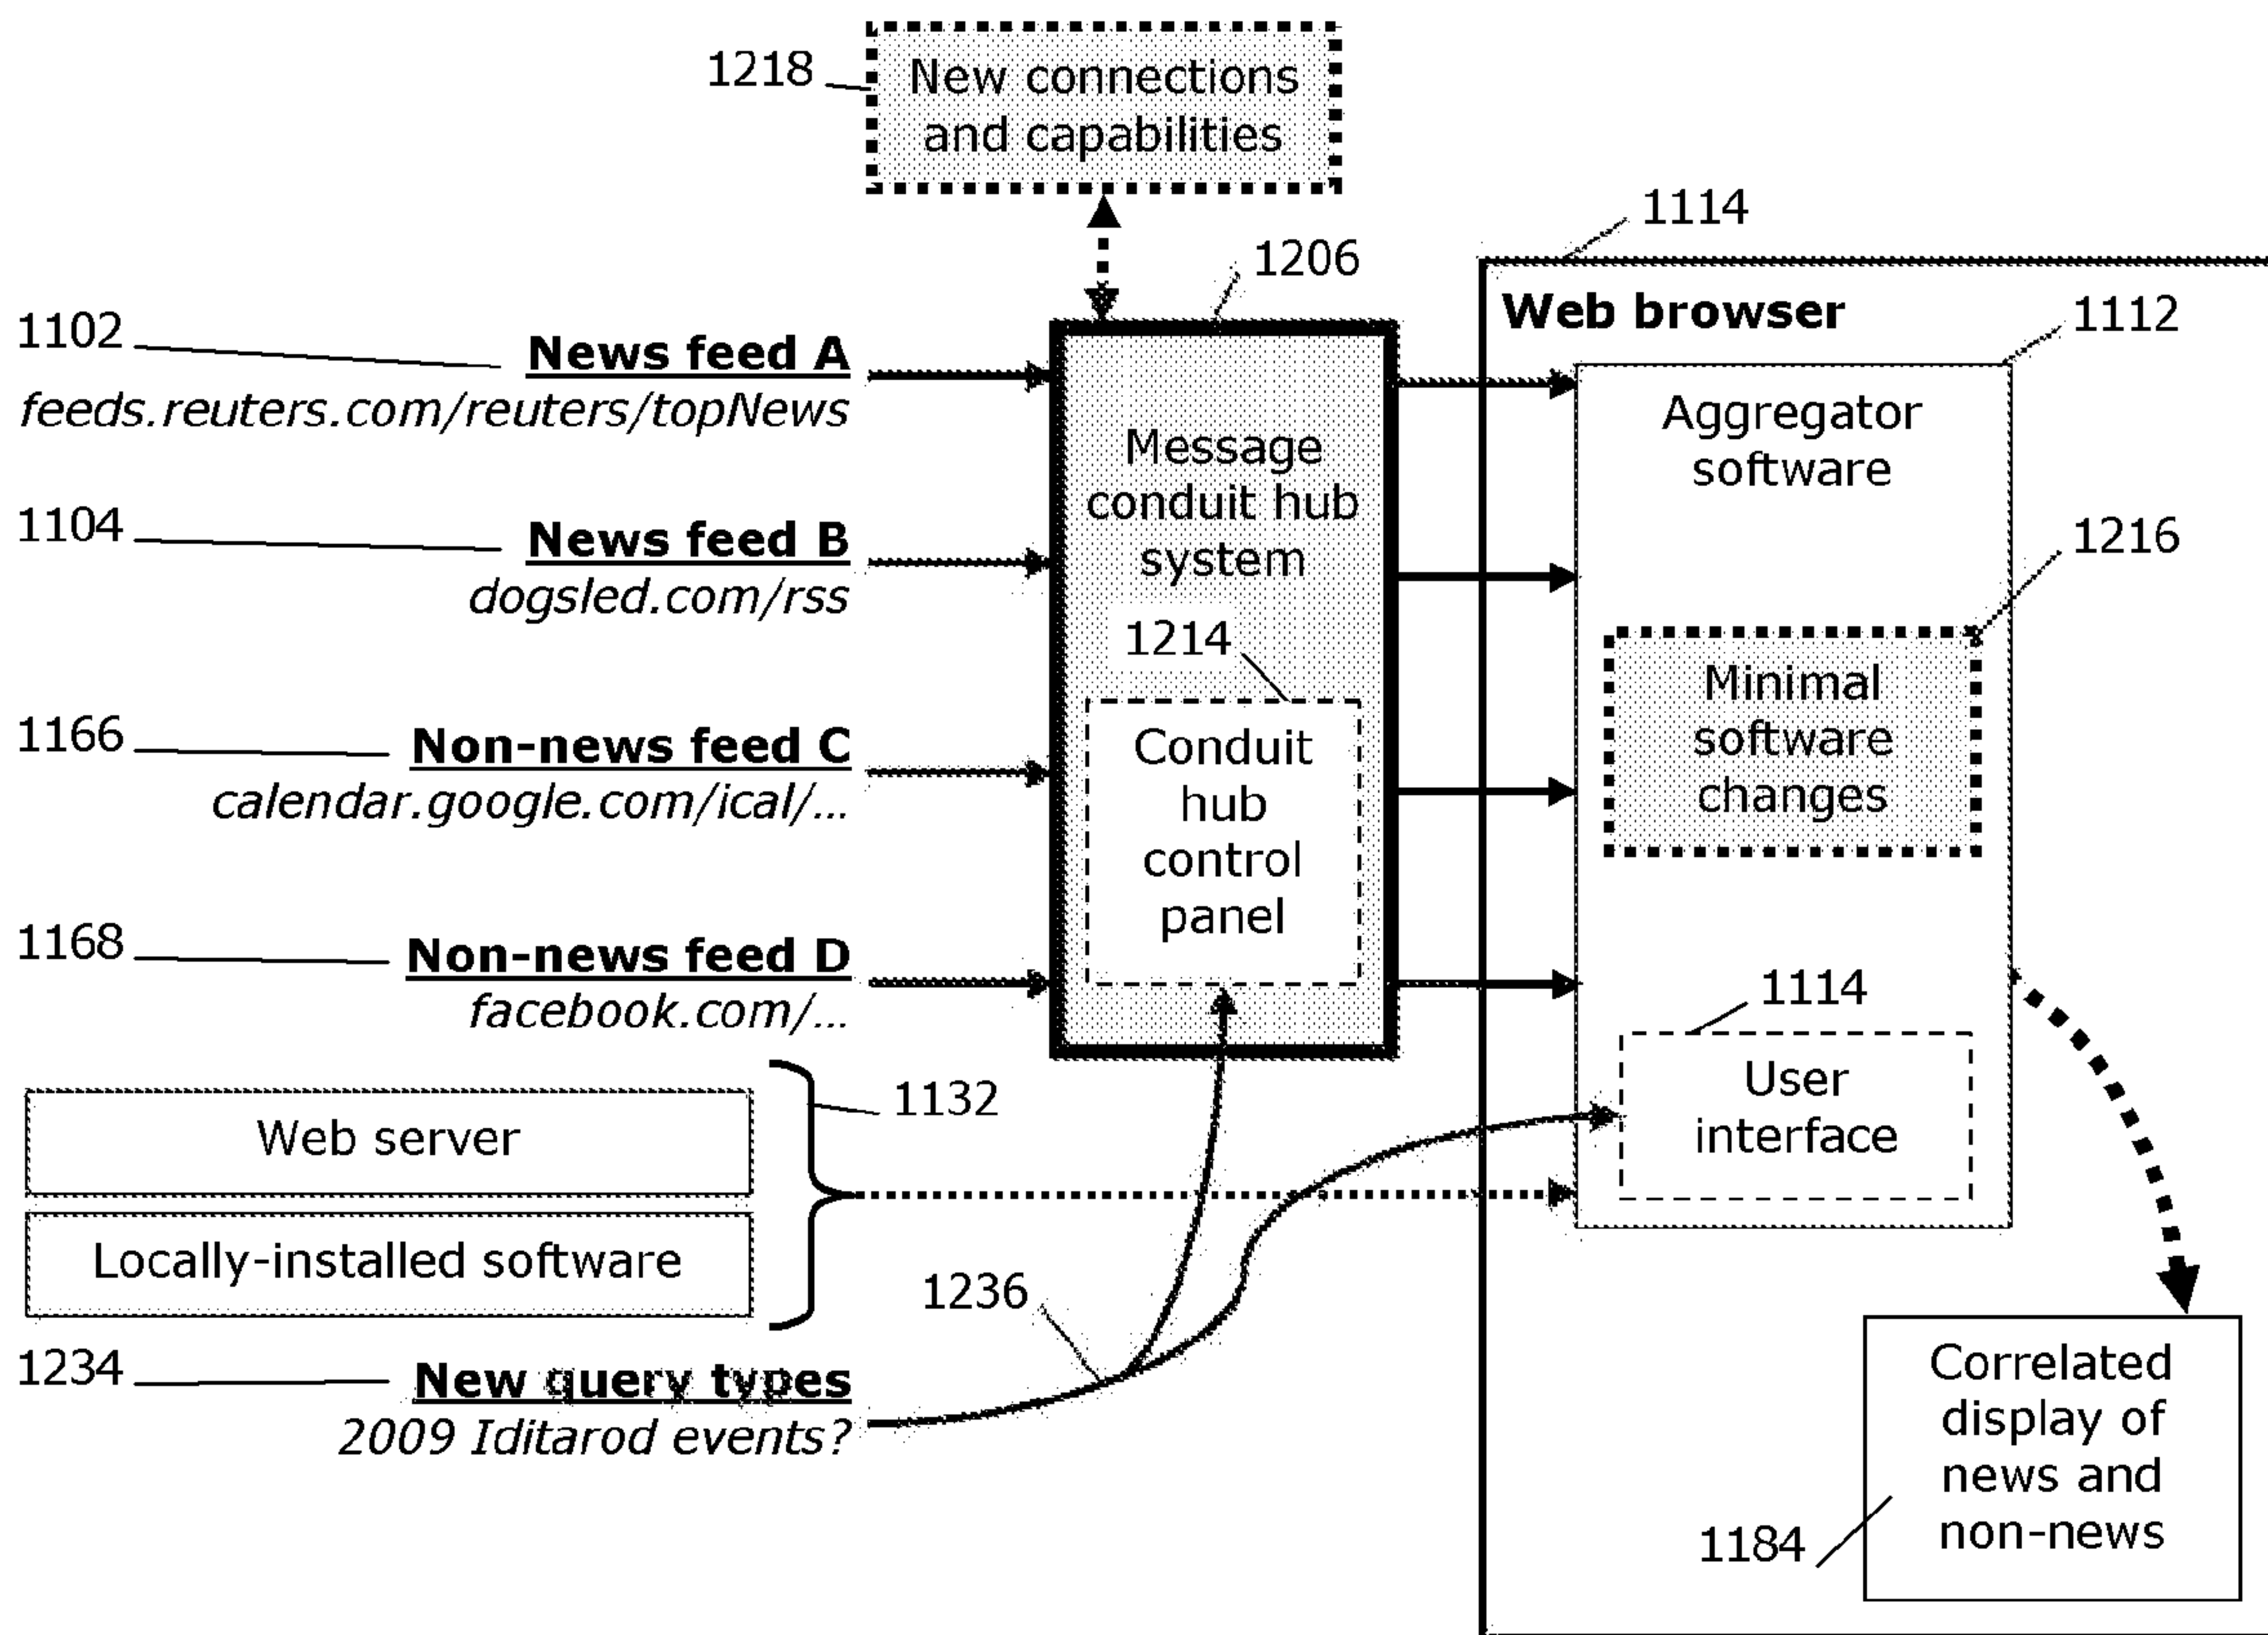 1218
New connections
and capabilities
1114
1206
Web browser
1112
1102
News feed A
feeds.reuters.com/reuters/topNews
Aggregator
software
Message
conduit hub
system
1104
News feed B
dogsled.com/rss
1216
1214
Minimal
software
changes
1166
Non-news feed C
calendar.google.com/ical/...
Conduit
hub
control
panel
1168
Non-news feed D
facebook.com/...
1114
User
interface
1132
Web server
Locally-installed software
1236
1234
New query types
2009 Iditarod events?
Correlated
display of
news and
non-news
1184